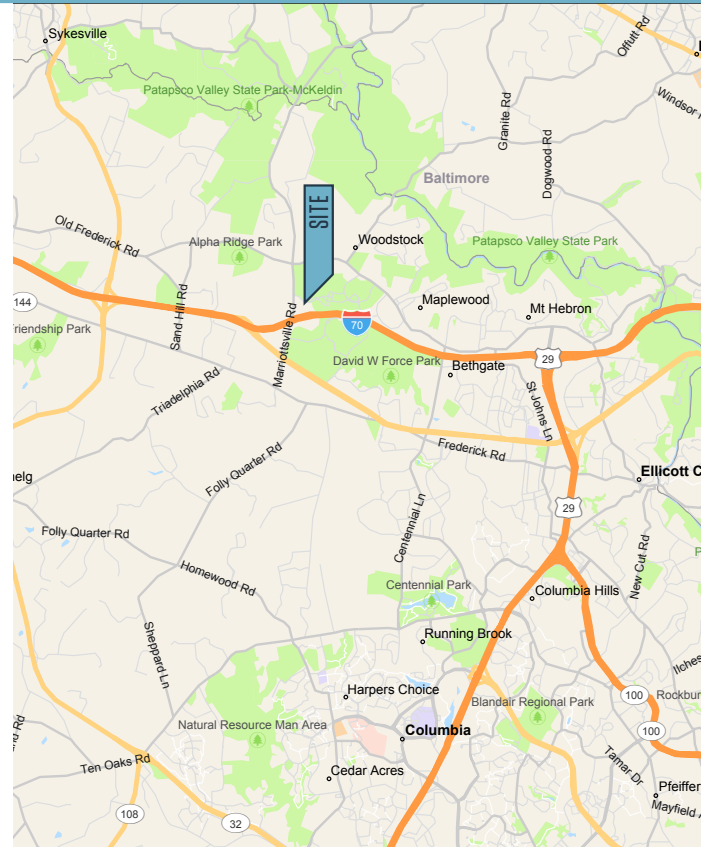 Sykesville
Offutt Rd
Patapsco Valley State Park-McKeldin
Granite Rd
Windsor
Dogwood Rd
Baltimore
SITE
Old Frederick Rd
Alpha Ridge Park
Woodstock
Patapsco Valley State Park
144
Sand Hill Rd
Marriottsville Rd
Maplewood
Mt Hebron
70
riendship Park
David W Force Park
29
Bethgate
Triadelphia Rd
St Johns Ln
Frederick Rd
Folly Quarter Rd
Ellicott C
elg
29
Centennial Ln
Folly Quarter Rd
New Cut Rd
Homewood Rd
Centennial Park
Columbia Hills
Sheppard Ln
Running Brook
Ilches
Harpers Choice
100
Rockbur
Blandair Regional Park
Natural Resource Man Area
Columbia
100
nd Rd
Ten Oaks Rd
Cedar Acres
Tamar Dr
Pfeiffer
108
32
Mayfield A